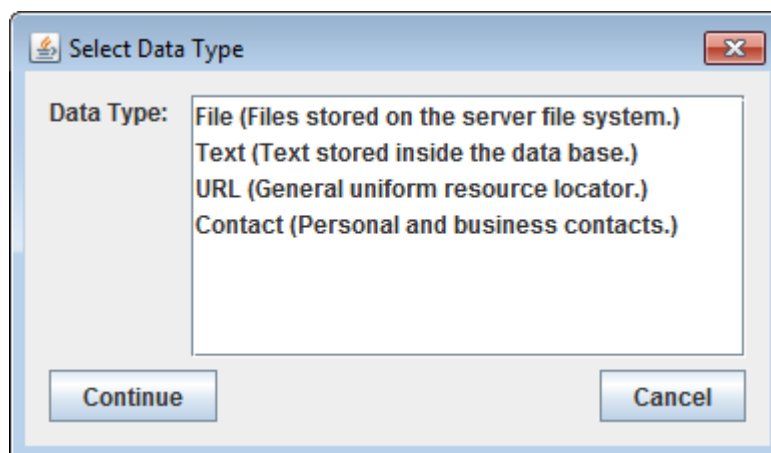 Select Data Type
Data Type:
File (Files stored on the server file system.)
Text (Text stored inside the data base.)
URL (General uniform resource locator.)
Contact (Personal and business contacts.)
Continue
Cancel